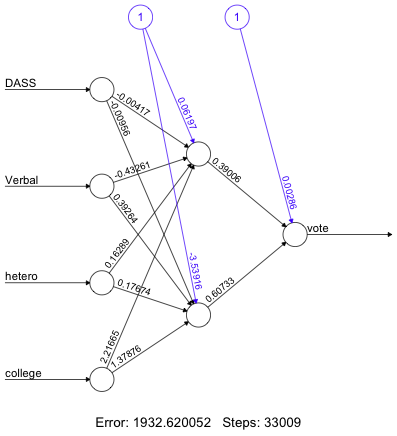 1
1
DASS
-0.00417
-0.00956
0.06197
Verbal
-0.43261
0.39264
0.39006
0.00286
vote
hetero
0.16289
0.17674
-3.53916
0.60733
college
2.21665
1.37876
Error: 1932.620052 Steps: 33009